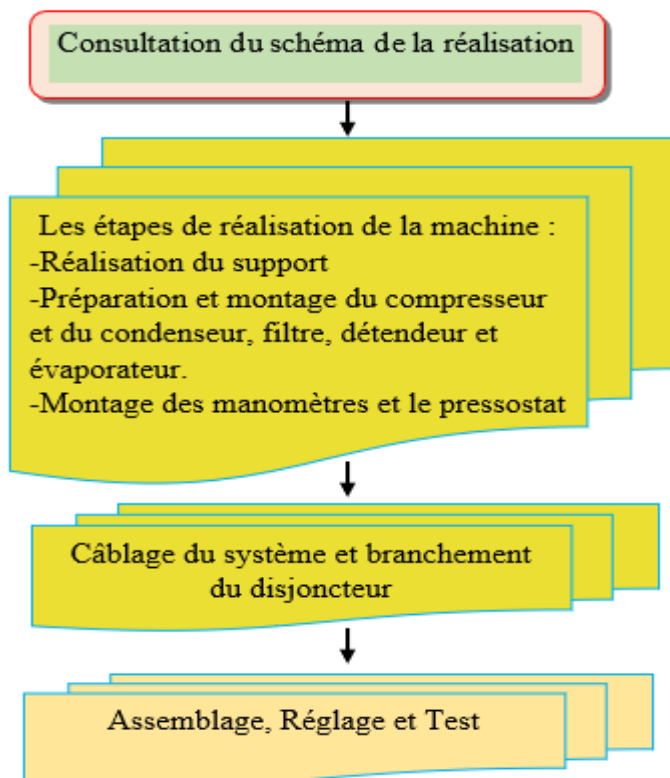 Consultation du schéma de la réalisation
Les étapes de réalisation de la machine :
-Réalisation du support
-Préparation et montage du compresseur
et du condenseur, filtre, détendeur et
évaporateur.
-Montage des manomètres et le pressostat
Câblage du système et branchement
du disjoncteur
Assemblage, Réglage et Test